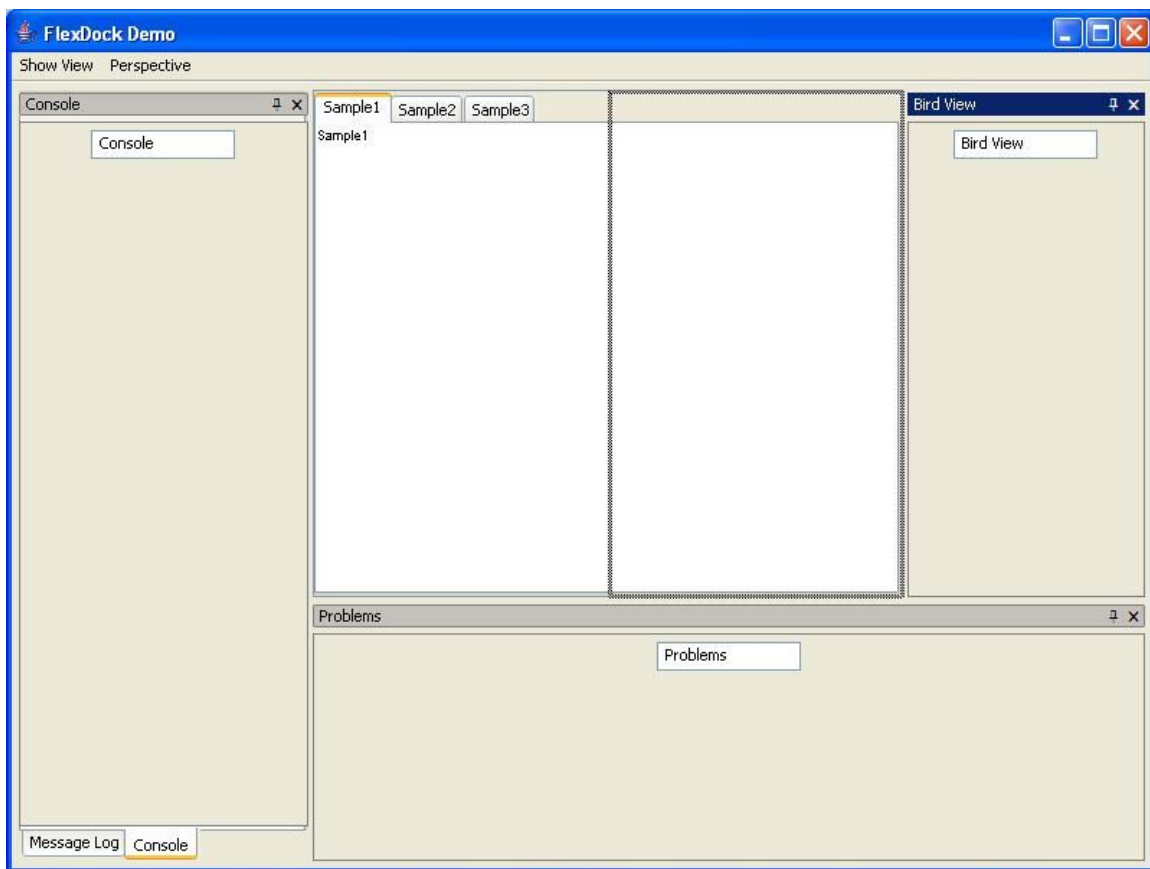 FlexDock Demo
Show View Perspective
Console
Console
Sample1 Sample2 Sample3
Sample1
Bird View
Bird View
Problems
Problems
Message Log Console